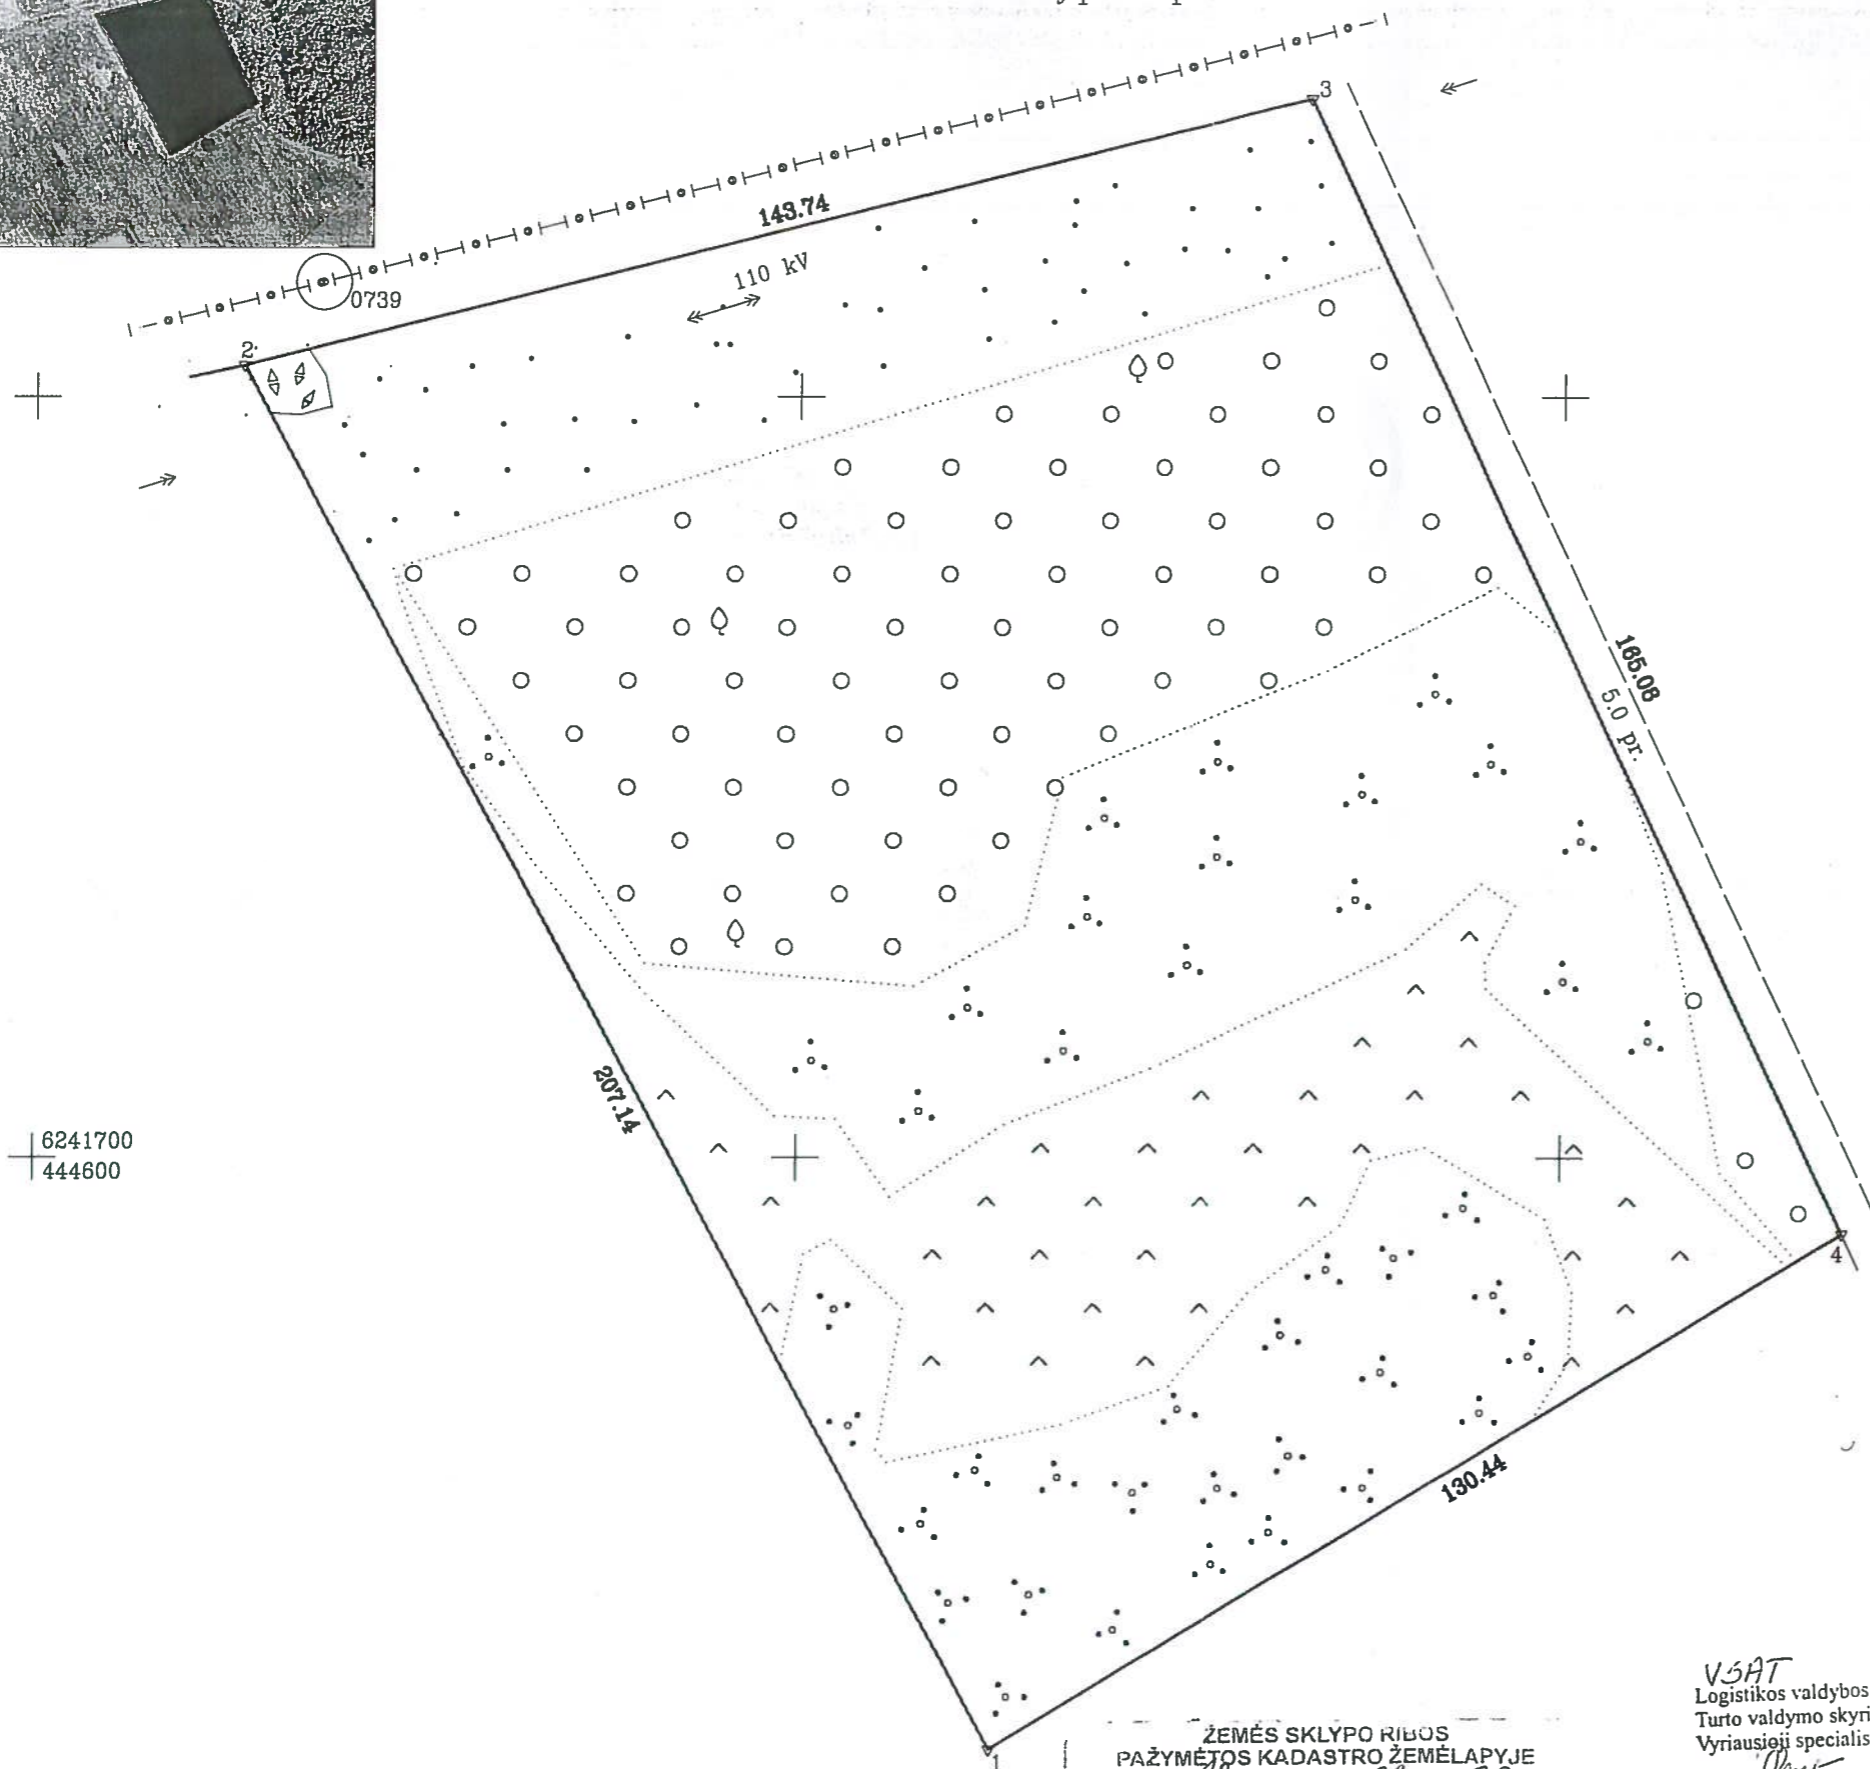 3
143.74
110 kV
0739
2
165.08
5.0 pr.
207.14
6241700
444600
4
130.44
1
VSAT
Logistikos valdybos
Turto valdymo skyri
Vyriausioji specialis
ŽEMĖS SKLYPO RIBOS
PAŽYMĖTOS KADASTRO ŽEMĖLAPYJE